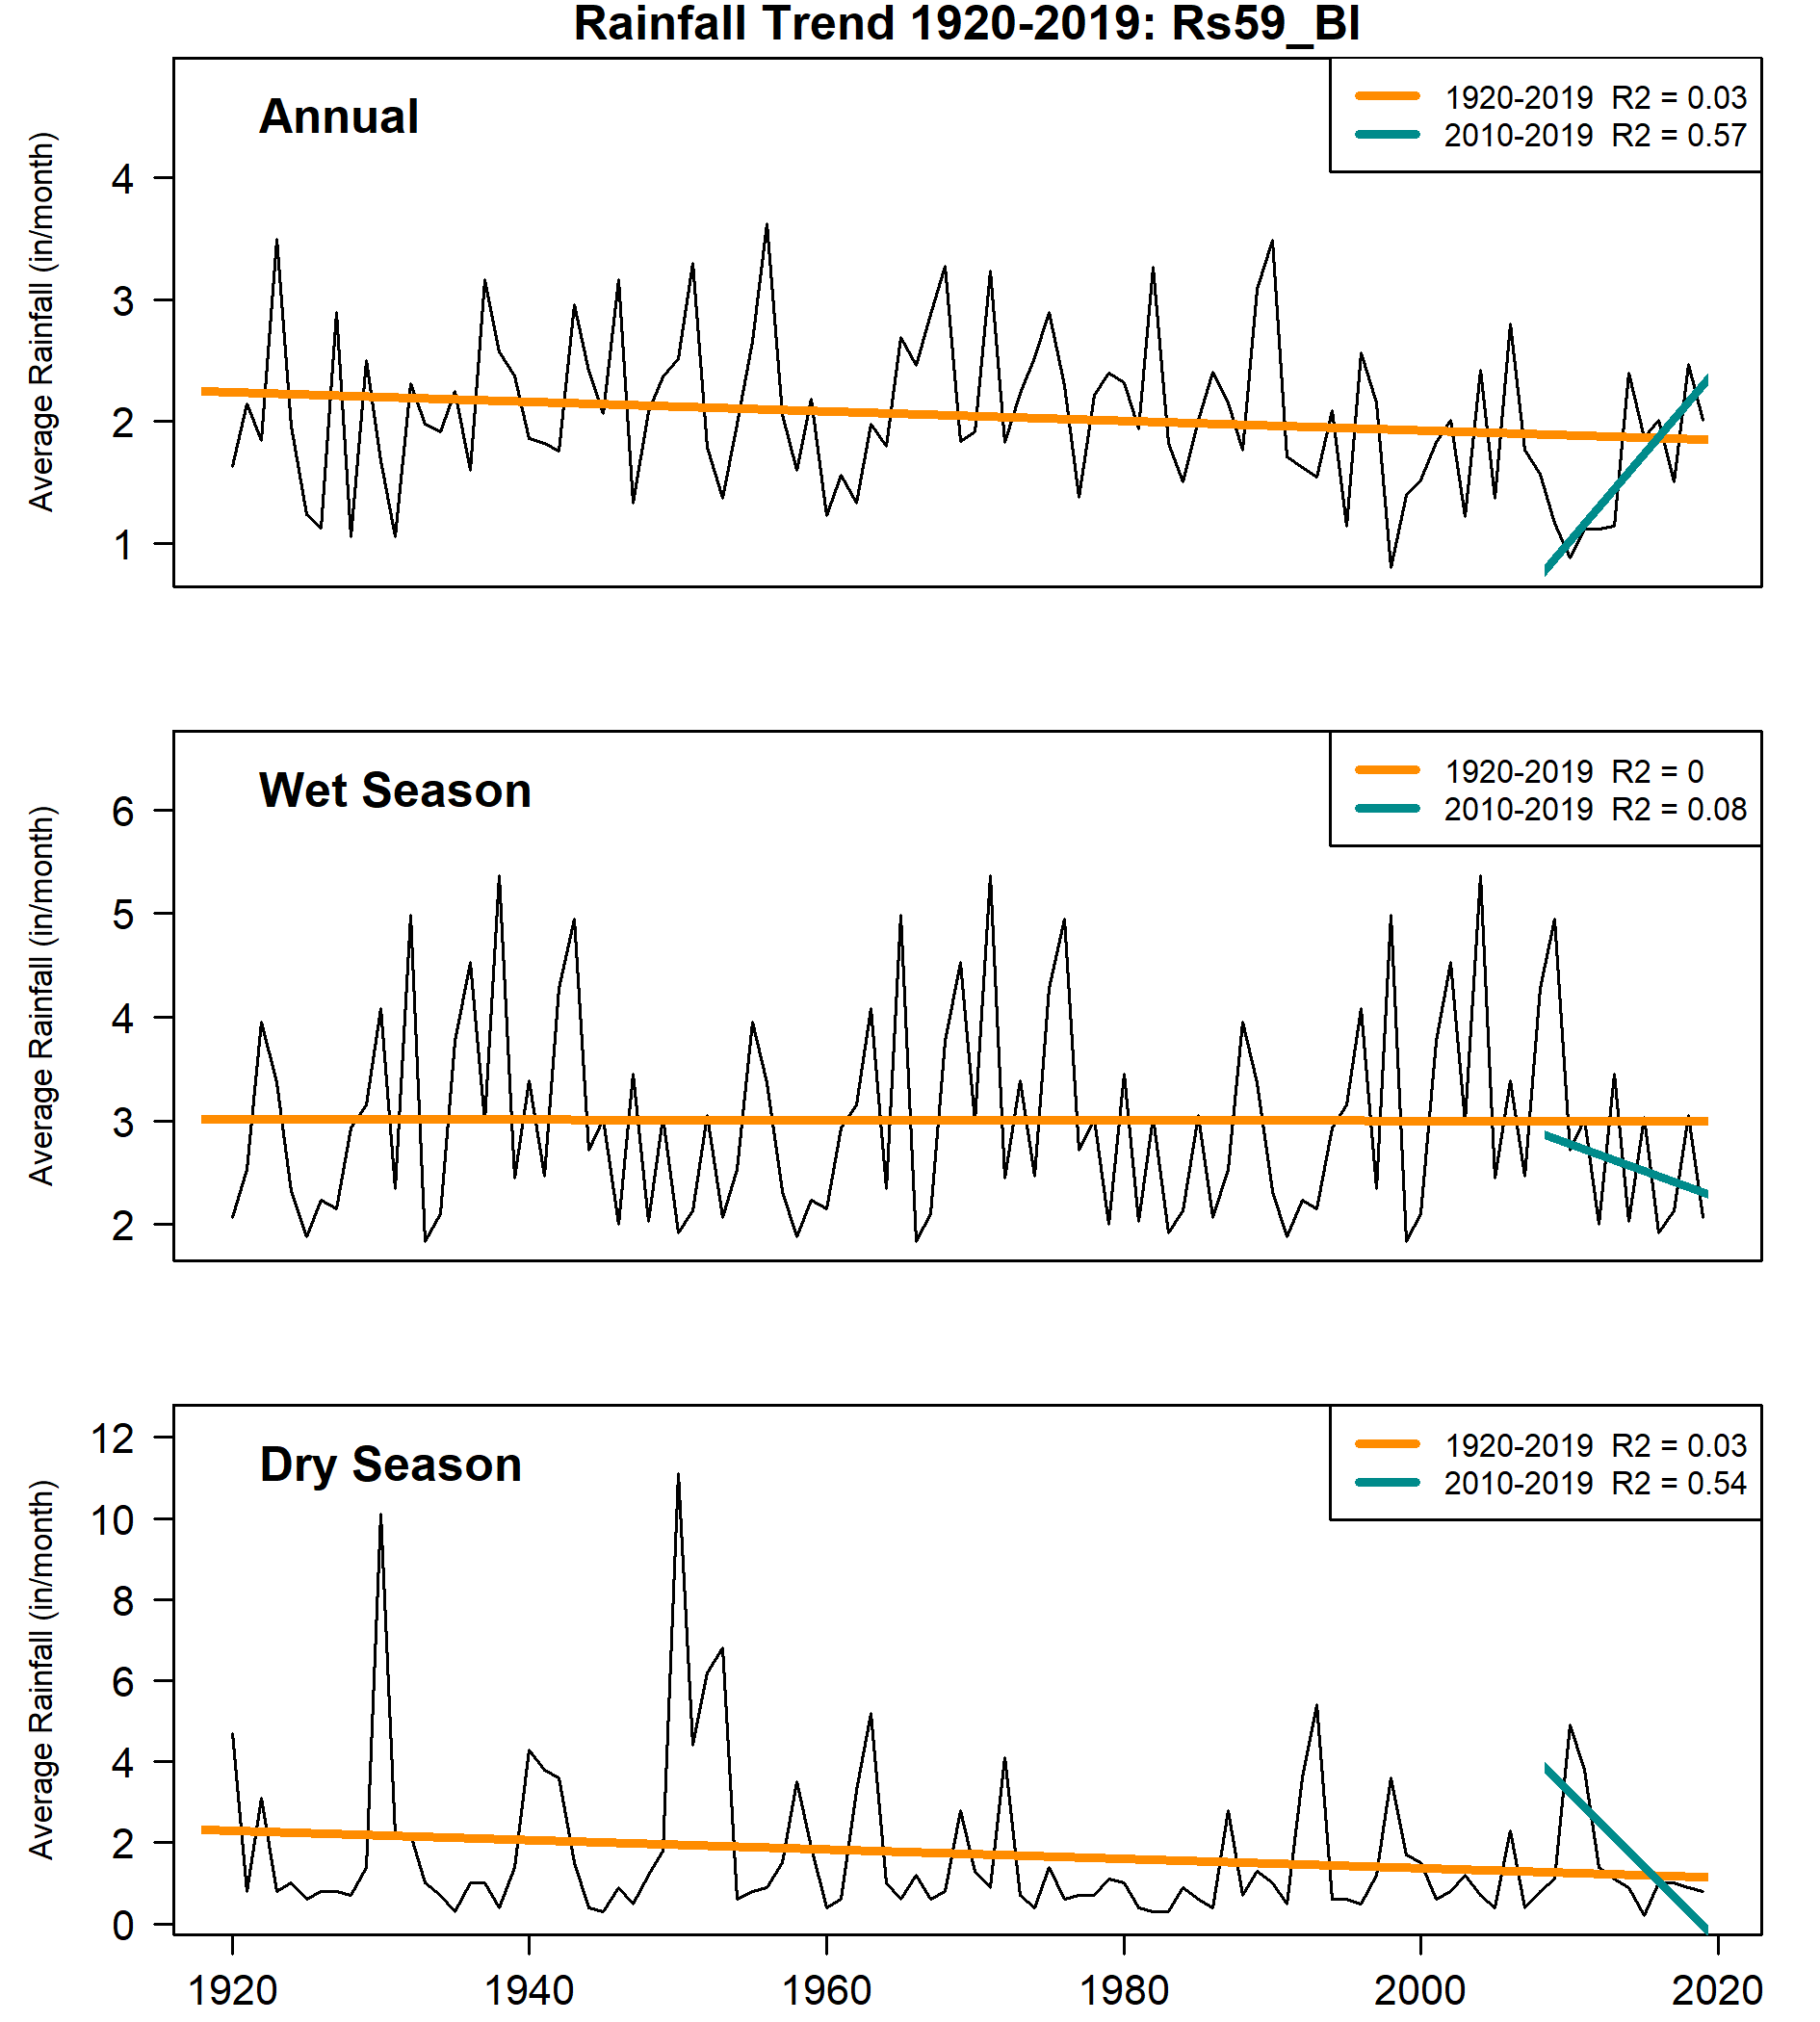 Rainfall Trend 1920-2019: Rs59_BI
Annual
1920-2019 R2 = 0.03
2010-2019 R2 = 0.57
Average Rainfall (in/month)
4
3
2
1
Wet Season
1920-2019 R2 = 0
2010-2019 R2 = 0.08
Average Rainfall (in/month)
6
5
4
3
2
Dry Season
1920-2019 R2 = 0.03
2010-2019 R2 = 0.54
Average Rainfall (in/month)
12
10
8
6
4
2
0
1920 1940 1960 1980 2000 2020